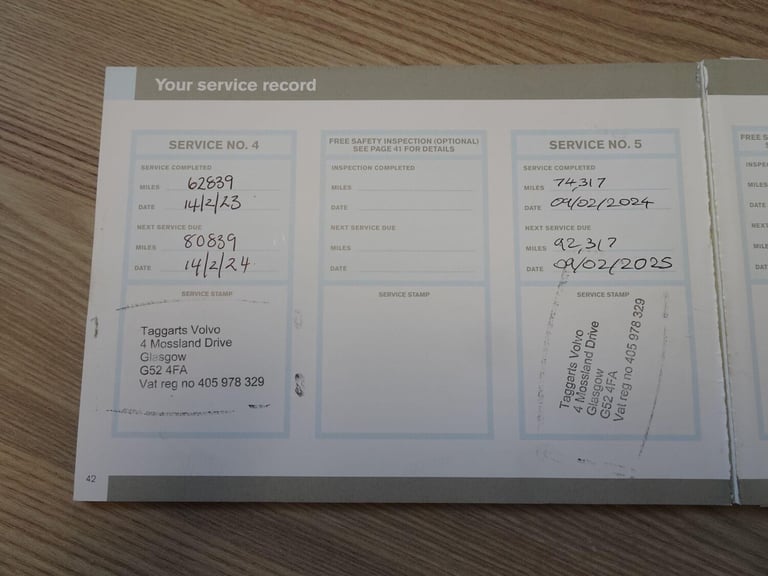 Your service record
SERVICE NO. 4
SERVICE COMPLETED
MILES 62839
DATE 14/2/23
NEXT SERVICE DUE
MILES 80839
DATE 14/2/24
SERVICE STAMP
Taggarts Volvo
4 Mossland Drive
Glasgow
G52 4FA
Vat reg no 405 978 329
FREE SAFETY INSPECTION (OPTIONAL)
SEE PAGE 41 FOR DETAILS
INSPECTION COMPLETED
MILES
DATE
NEXT SERVICE DUE
MILES
DATE
SERVICE STAMP
SERVICE NO. 5
SERVICE COMPLETED
MILES 74,317
DATE 09/02/2024
NEXT SERVICE DUE
MILES 92,317
DATE 09/02/2025
SERVICE STAMP
Taggarts Volvo
4 Mossland Drive
Glasgow
G52 4FA
Vat reg no 405 978 329
42
FREE S